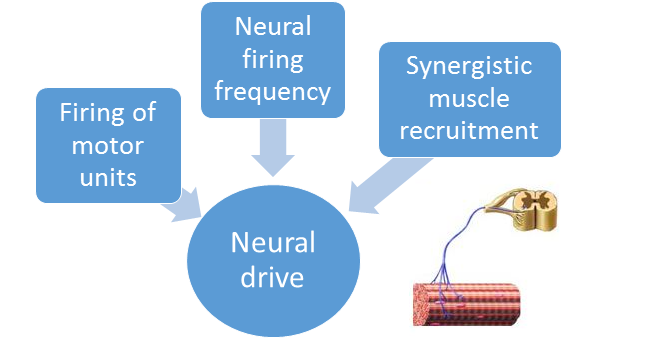 Firing of
motor
units
Neural
firing
frequency
Synergistic
muscle
recruitment
Neural
drive